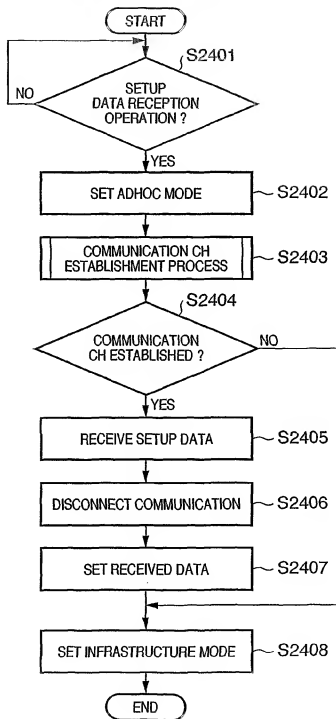 START
S2401
SETUP
DATA RECEPTION
OPERATION ?
NO
YES
SET ADHOC MODE
S2402
COMMUNICATION CH
ESTABLISHMENT PROCESS
S2403
S2404
COMMUNICATION
CH ESTABLISHED ?
NO
YES
RECEIVE SETUP DATA
S2405
DISCONNECT COMMUNICATION
S2406
SET RECEIVED DATA
S2407
SET INFRASTRUCTURE MODE
S2408
END